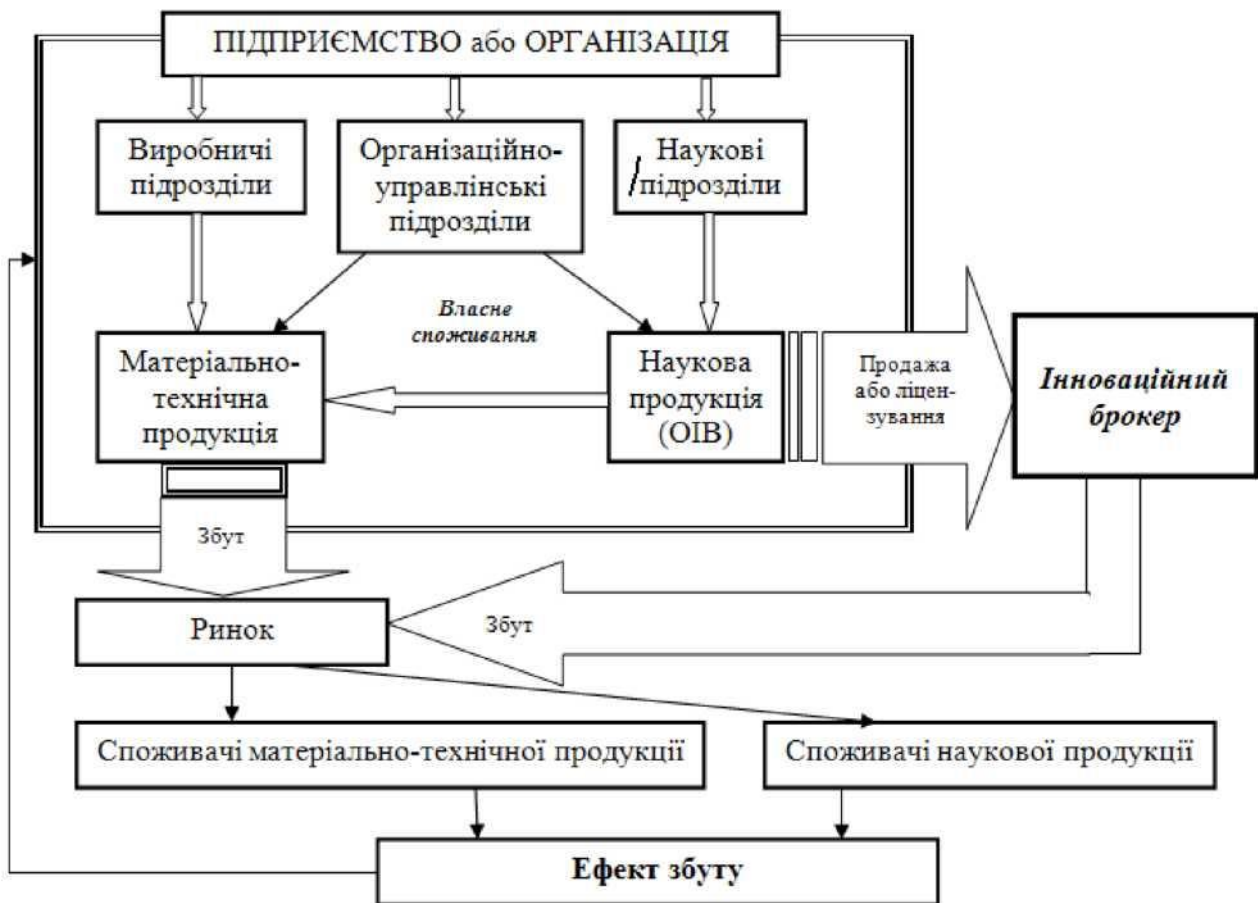 ПІДПРИЄМСТВО або ОРГАНІЗАЦІЯ
Виробничі
підрозділи
Організаційно-
управлінські
підрозділи
Наукові
підрозділи
Власне
споживання
Матеріально-
технічна
продукція
Наукова
продукція
(ОІВ)
Продажа
або ліцен-
зування
Інноваційний
брокер
Збут
Ринок
Збут
Споживачі матеріально-технічної продукції
Споживачі наукової продукції
Ефект збуту